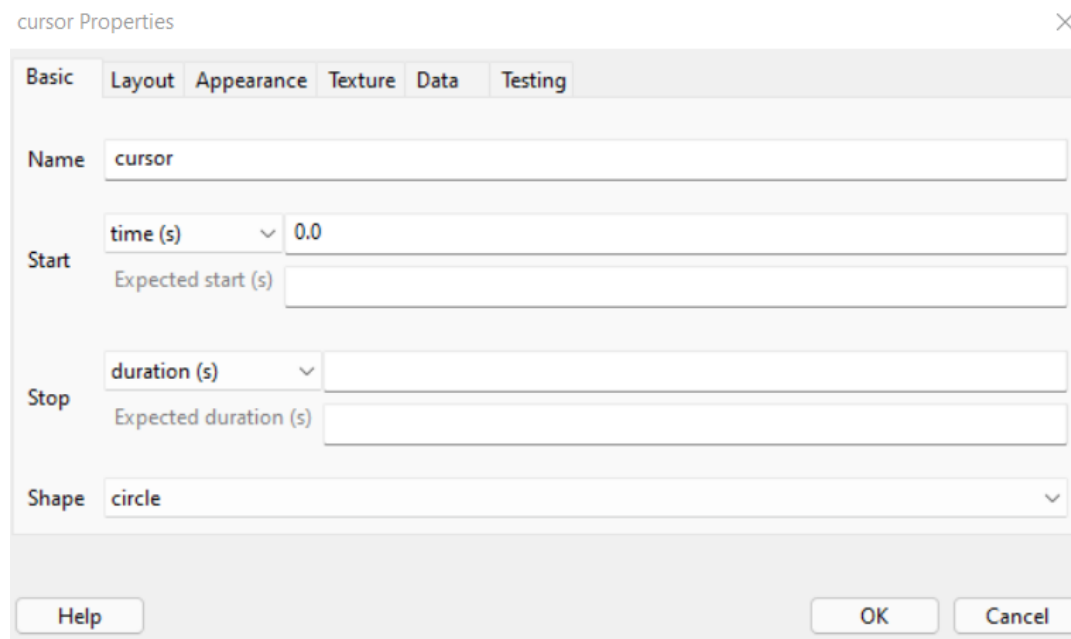 cursor Properties
Basic Layout Appearance Texture Data Testing
Name cursor
Start time (s) 0.0
Expected start (s)
Stop duration (s)
Expected duration (s)
Shape circle
Help OK Cancel